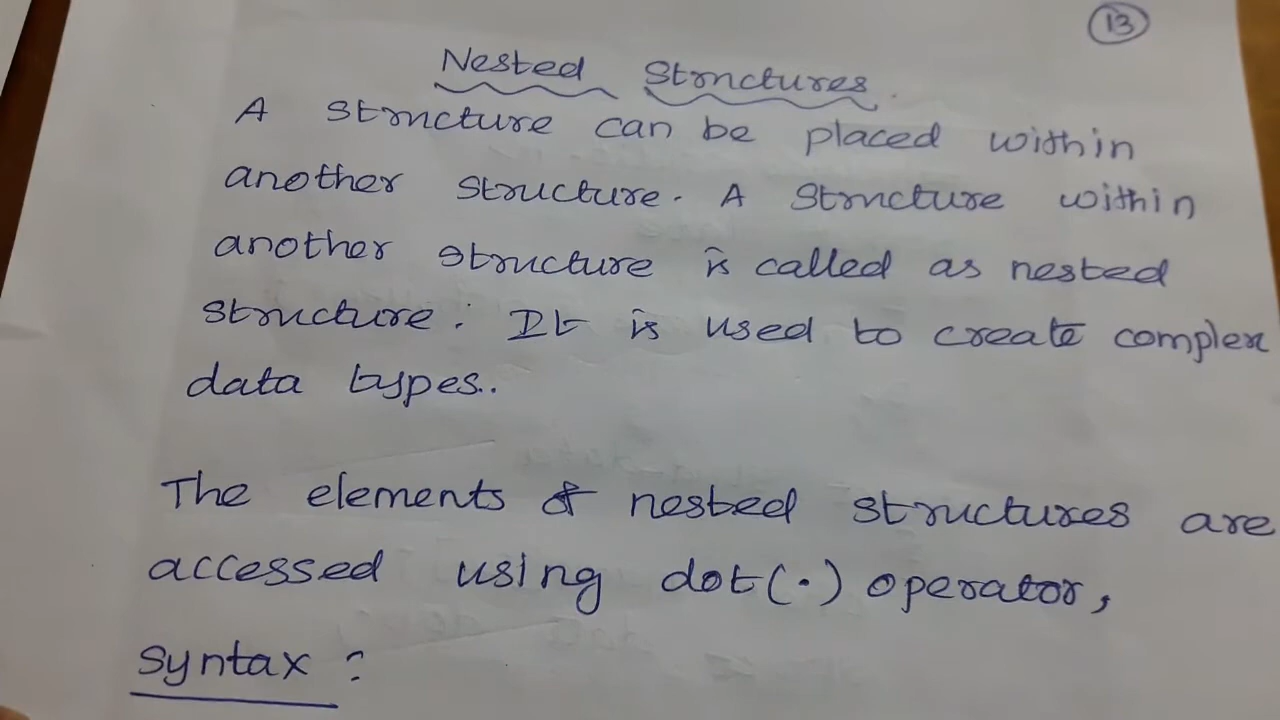 13
Nested Structures.
A structure can be placed within
another structure. A structure within
another structure is called as nested
structure. It is used to create complex
data types.
The elements of nested structures are
accessed using dot(.) operator,
Syntax :